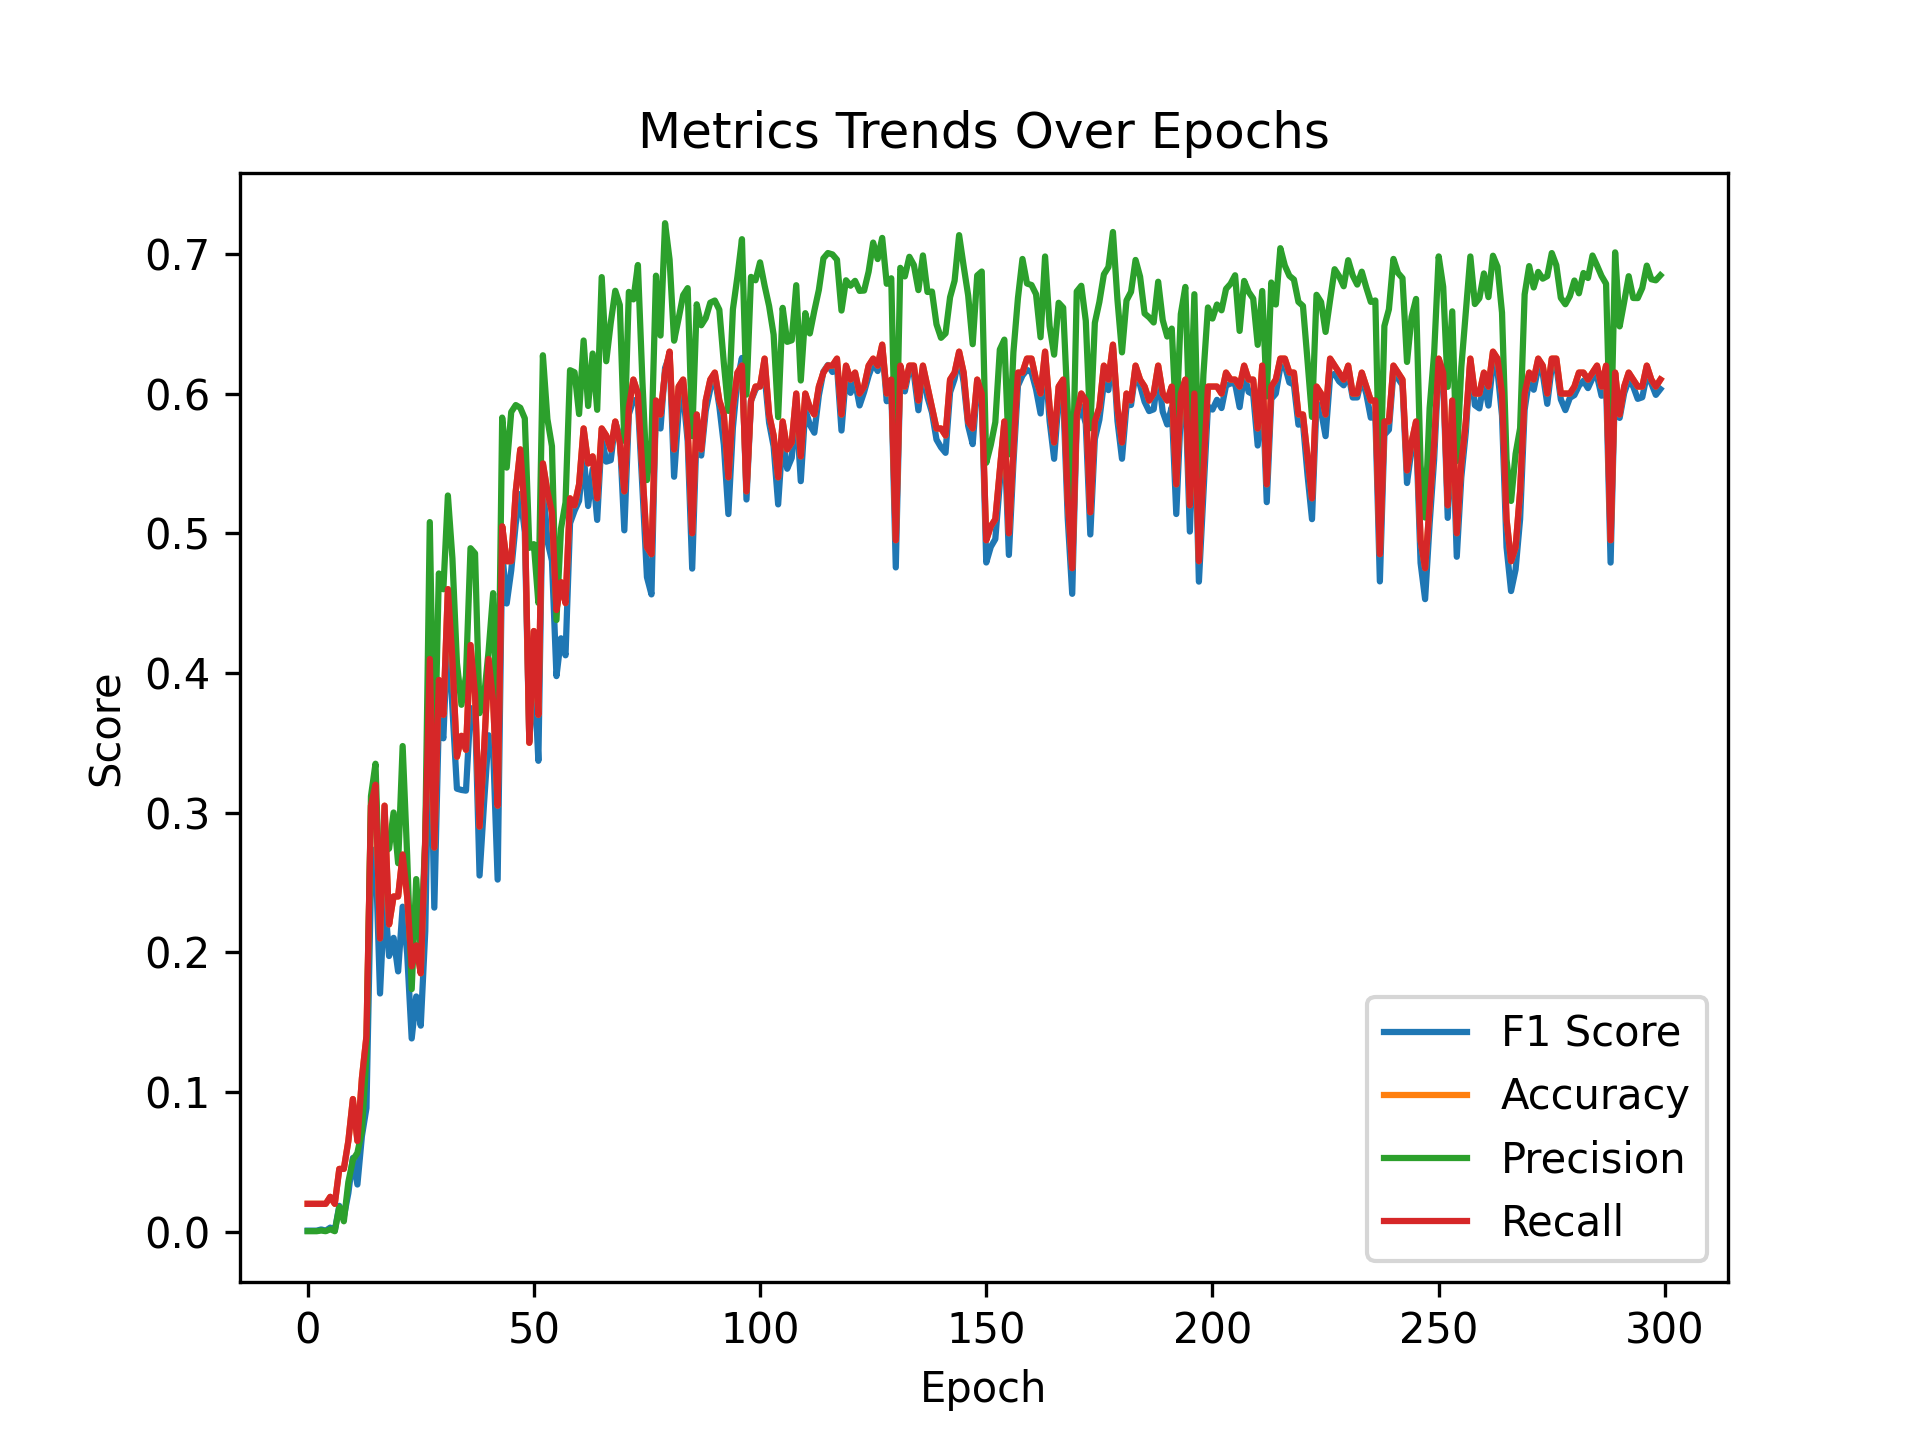 Metrics Trends Over Epochs
Score
0.7
0.6
0.5
0.4
0.3
0.2
0.1
0.0
0 50 100 150 200 250 300
Epoch
F1 Score
Accuracy
Precision
Recall